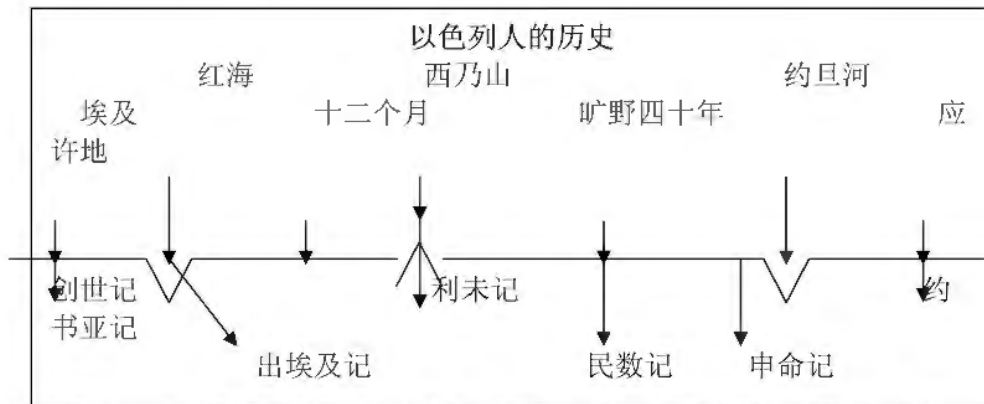 以色列人的历史
红海 西乃山 约旦河
埃及 十二个月 旷野四十年 应
许地
创世记 利未记 约
书亚记
出埃及记 民数记 申命记